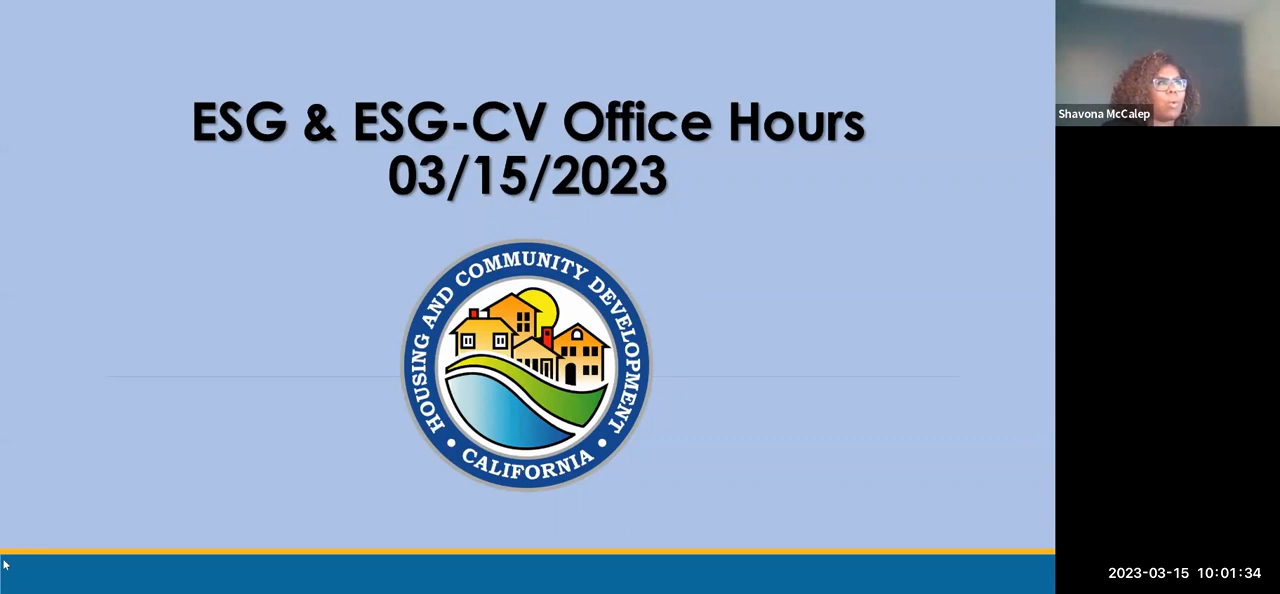 ESG & ESG-CV Office Hours
03/15/2023
HOUSING AND COMMUNITY DEVELOPMENT
• CALIFORNIA •
Shavona McCalep
2023-03-15 10:01:34